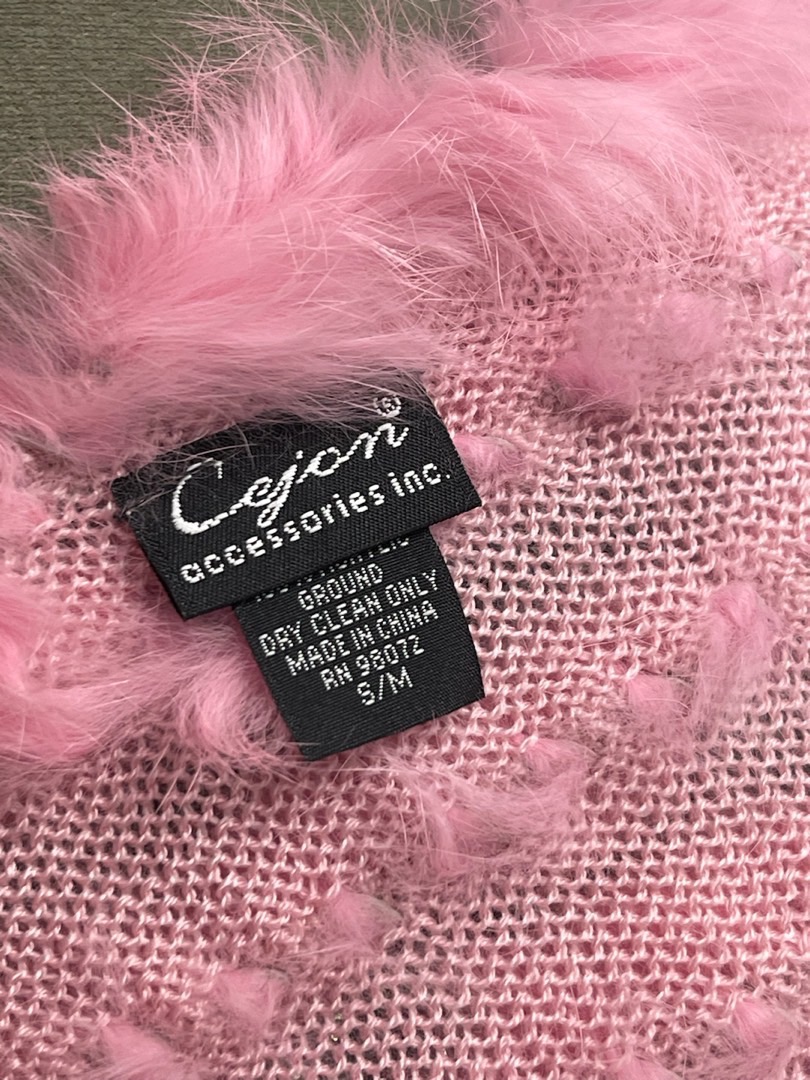 Cejon®
accessories inc.
GROUND
DRY CLEAN ONLY
MADE IN CHINA
RN 98072
S/M